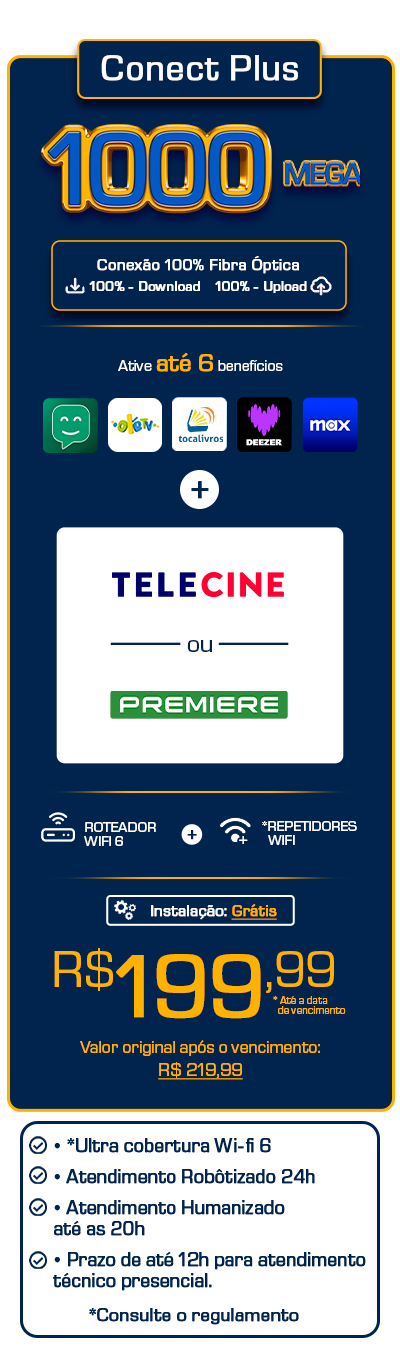 Conect Plus
1000 MEGA
Conexão 100% Fibra Óptica
100% - Download 100% - Upload
Ative até 6 benefícios
OléTV
tocalivros
DEEZER
max
+
TELECINE
ou
PREMIERE
ROTEADOR
WIFI 6
+
*REPETIDORES
WIFI
Instalação: Grátis
R$199,99
* Até a data
de vencimento
Valor original após o vencimento:
R$ 219,99
• *Ultra cobertura Wi-fi 6
• Atendimento Robôtizado 24h
• Atendimento Humanizado
até as 20h
• Prazo de até 12h para atendimento
técnico presencial.
*Consulte o regulamento